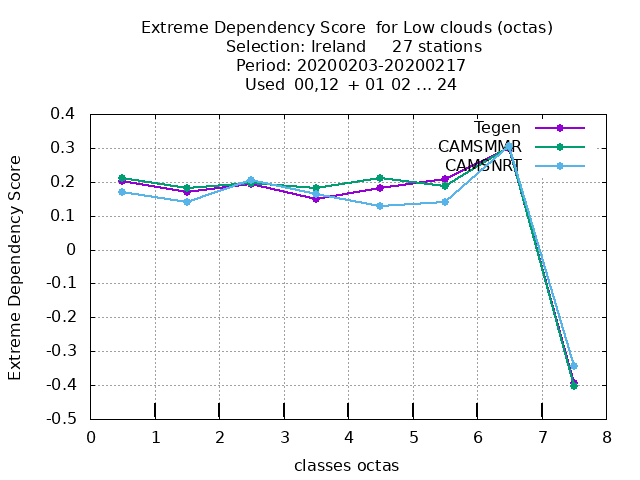 Extreme Dependency Score  for Low clouds (octas)
Selection: Ireland     27 stations
Period: 20200203-20200217
Used  00,12  + 01 02 ... 24
Tegen
CAMSMMR
CAMSNRT
Extreme Dependency Score
0.4
0.3
0.2
0.1
0
-0.1
-0.2
-0.3
-0.4
-0.5
0 1 2 3 4 5 6 7 8
classes octas